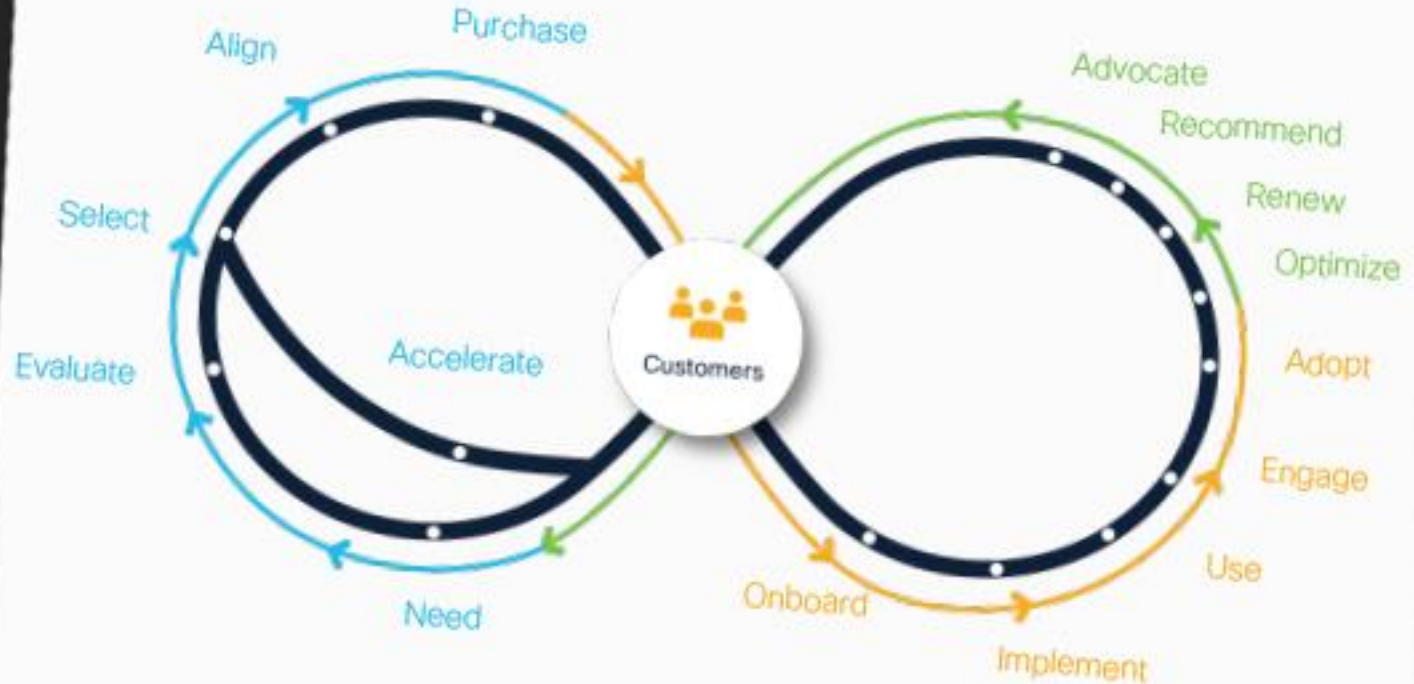 Purchase
Align
Advocate
Recommend
Select
Renew
Optimize
Accelerate
Customers
Evaluate
Adopt
Engage
Use
Onboard
Need
Implement